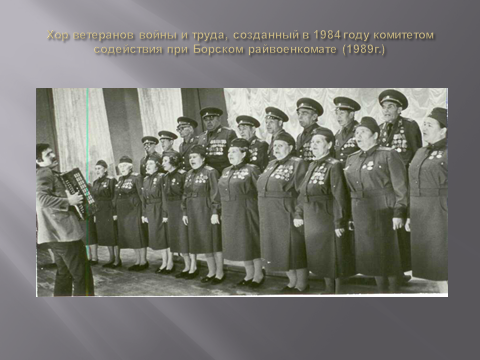 Хор ветеранов войны и труда, созданный в 1984 году комитетом
содействия при Борском райвоенкомате (1989г.)